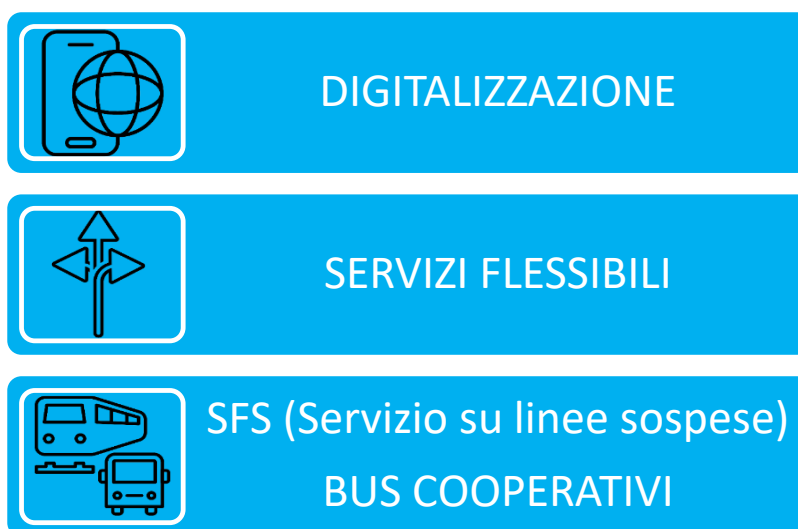 DIGITALIZZAZIONE
SERVIZI FLESSIBILI
SFS (Servizio su linee sospese)
BUS COOPERATIVI